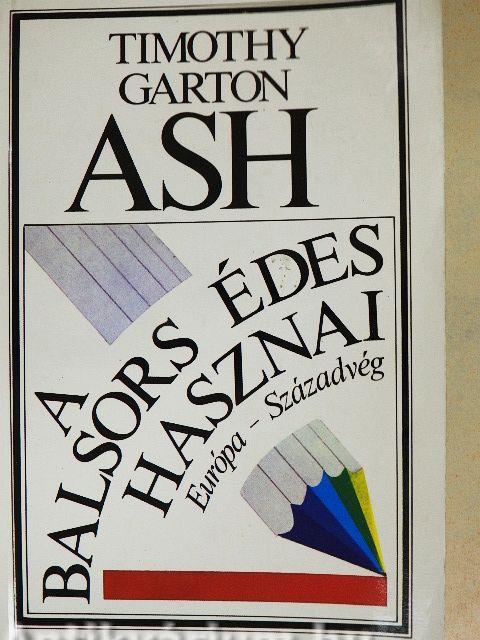 TIMOTHY
GARTON
ASH
A
BALSORS ÉDES
HASZNAI
Európa – Századvég